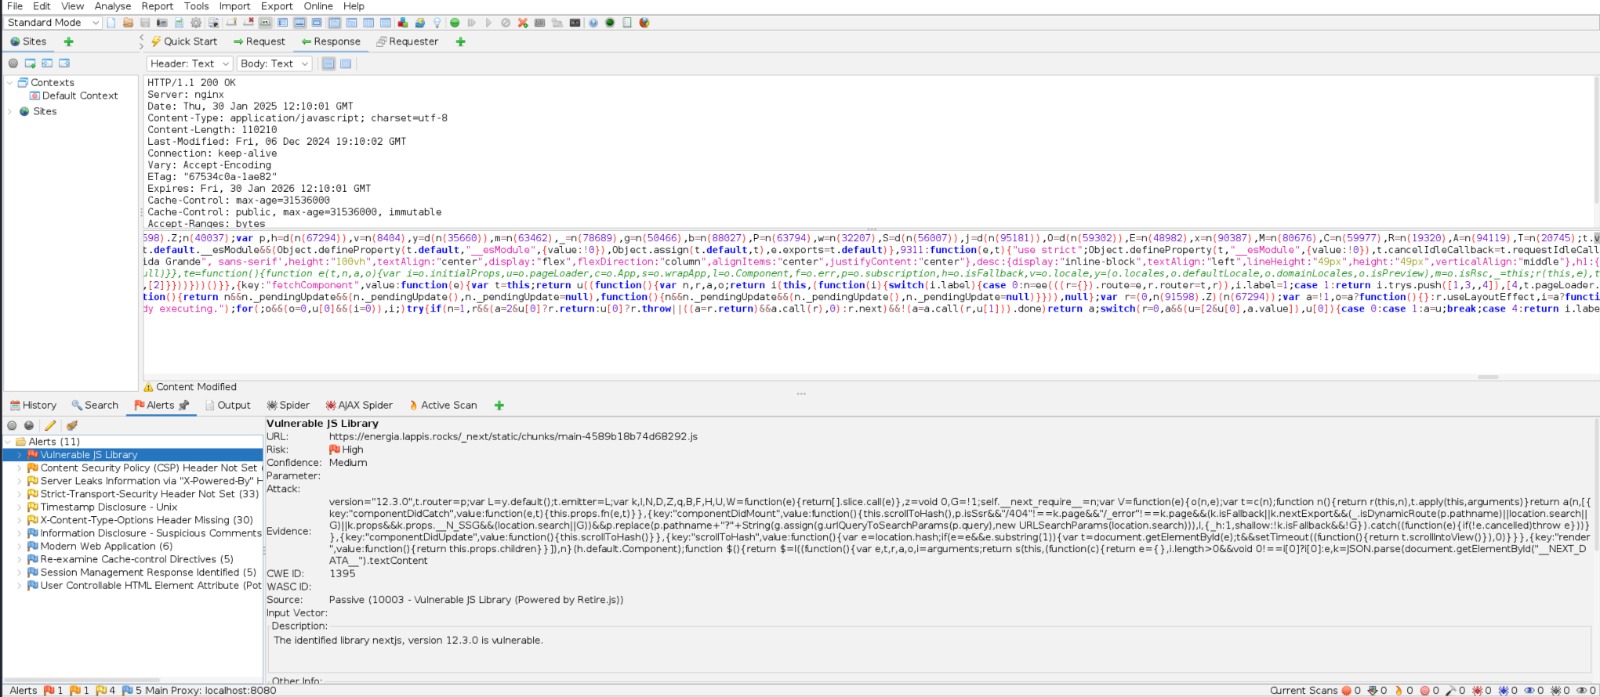 File Edit View Analyse Report Tools Import Export Online Help
Standard Mode
Sites
Quick Start Request Response Requester
Header: Text Body: Text
Contexts
Default Context
Sites
HTTP/1.1 200 OK
Server: nginx
Date: Thu, 30 Jan 2025 12:10:01 GMT
Content-Type: application/javascript; charset=utf-8
Content-Length: 110210
Last-Modified: Fri, 06 Dec 2024 19:10:02 GMT
Connection: keep-alive
Vary: Accept-Encoding
ETag: "67534c0a-1ae82"
Expires: Fri, 30 Jan 2026 12:10:01 GMT
Cache-Control: max-age=31536000
Cache-Control: public, max-age=31536000, immutable
Accept-Ranges: bytes
598).Z;n(40037);var p,h=d(n(67294)),v=n(8404),y=d(n(35660)),m=n(63462),_=n(78689),g=n(50466),b=n(88027),P=n(63794),w=n(32207),S=d(n(56007)),j=d(n(95181)),O=d(n(59302)),E=n(48982),x=n(90387),M=n(80676),C=n(59977),R=n(19320),A=n(94119),T=n(20745);t.
t.default.__esModule&&(Object.defineProperty(t.default,"__esModule",{value:!0}),Object.assign(t.default,t),e.exports=t.default)},9311:function(e,t){"use strict";Object.defineProperty(t,"__esModule",{value:!0}),t.cancelIdleCallback=t.requestIdleCal
ida Grande", sans-serif',height:"100vh",textAlign:"center",display:"flex",flexDirection:"column",alignItems:"center",justifyContent:"center"},desc:{display:"inline-block",textAlign:"left",lineHeight:"49px",height:"49px",verticalAlign:"middle"},h1:{
ull)}},te=function(){function e(t,n,a,o){var i=o.initialProps,u=o.pageLoader,c=o.App,s=o.wrapApp,l=o.Component,f=o.err,p=o.subscription,h=o.isFallback,v=o.locale,y=(o.locales,o.defaultLocale,o.domainLocales,o.isPreview),m=o.isRsc,_=this;r(this,e),t
,[2]}}))}))()}},{key:"fetchComponent",value:function(e){var t=this;return u((function(){var n,r,a,o;return i(this,(function(i){switch(i.label){case 0:n=ee(((r={}).route=e,r.router=t,r)),i.label=1;case 1:return i.trys.push([1,3,,4]),[4,t.pageLoader.
tion(){return n&&n._pendingUpdate&&(n._pendingUpdate(),n._pendingUpdate=null),function(){n&&n._pendingUpdate&&(n._pendingUpdate(),n._pendingUpdate=null)}})),null};var r=(0,n(91598).Z)(n(67294));var a=!1,o=a?function(){}:r.useLayoutEffect,i=a?funct
dy executing.");for(;o&&(o=0,u[0]&&(i=0)),i;)try{if(n=1,r&&(a=2&u[0]?r.return:u[0]?r.throw||((a=r.return)&&a.call(r),0):r.next)&&!(a=a.call(r,u[1])).done)return a;switch(r=0,a&&(u=[2&u[0],a.value]),u[0]){case 0:case 1:a=u;break;case 4:return i.labe
Content Modified
History Search Alerts Output Spider AJAX Spider Active Scan
Alerts (11)
Vulnerable JS Library
Content Security Policy (CSP) Header Not Set
Server Leaks Information via "X-Powered-By" H
Strict-Transport-Security Header Not Set (33)
Timestamp Disclosure - Unix
X-Content-Type-Options Header Missing (30)
Information Disclosure - Suspicious Comments
Modern Web Application (6)
Re-examine Cache-control Directives (5)
Session Management Response Identified (5)
User Controllable HTML Element Attribute (Pot
Vulnerable JS Library
URL: https://energia.lappis.rocks/_next/static/chunks/main-4589b18b74d68292.js
Risk: High
Confidence: Medium
Parameter:
Attack:
Evidence: version="12.3.0",t.router=p;var L=y.default();t.emitter=L;var k,I,N,D,Z,q,B,F,H,U,W=function(e){return[].slice.call(e)},z=void 0,G=!1;self.__next_require__=n;var V=function(e){o(n,e);var t=c(n);function n(){return r(this,n),t.apply(this,arguments)}return a(n,[{
key:"componentDidCatch",value:function(e,t){this.props.fn(e,t)}},{key:"componentDidMount",value:function(){this.scrollToHash(),p.isSsr&&"/404"!==k.page&&"/_error"!==k.page&&(k.isFallback||k.nextExport&&(_.isDynamicRoute(p.pathname)||location.search||
G)||k.props&&k.props.__N_SSG&&(location.search||G))&&p.replace(p.pathname+"?"+String(g.assign(g.urlQueryToSearchParams(p.query),new URLSearchParams(location.search))),l,{_h:1,shallow:!k.isFallback&&!G}).catch((function(e){if(!e.cancelled)throw e}))}
},{key:"componentDidUpdate",value:function(){this.scrollToHash()}},{key:"scrollToHash",value:function(){var e=location.hash;if(e=e&&e.substring(1)){var t=document.getElementById(e);t&&setTimeout((function(){return t.scrollIntoView()}),0)}}},{key:"render
",value:function(){return this.props.children}}]),n}(h.default.Component);function $(){return $=l((function(){var e,t,r,a,o,i=arguments;return s(this,(function(c){return e={},i.length>0&&void 0!==i[0]?i[0]:e,k=JSON.parse(document.getElementById("__NEXT_D
ATA__").textContent
CWE ID: 1395
WASC ID:
Source: Passive (10003 - Vulnerable JS Library (Powered by Retire.js))
Input Vector:
Description:
The identified library nextjs, version 12.3.0 is vulnerable.
Other Info:
Alerts 1 1 4 5 Main Proxy: localhost:8080
Current Scans 0 0 0 0 0 0 0 0 0 0